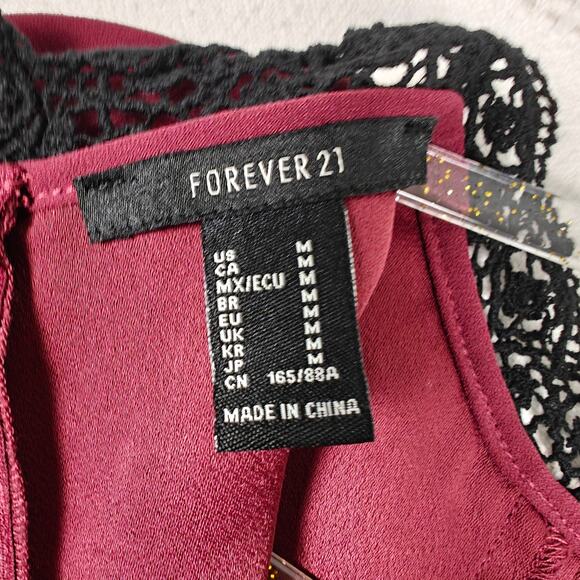 FOREVER 21
US M
CA M
MX/ECU M
BR M
EU M
UK M
KR M
JP M
CN 165/88A
MADE IN CHINA